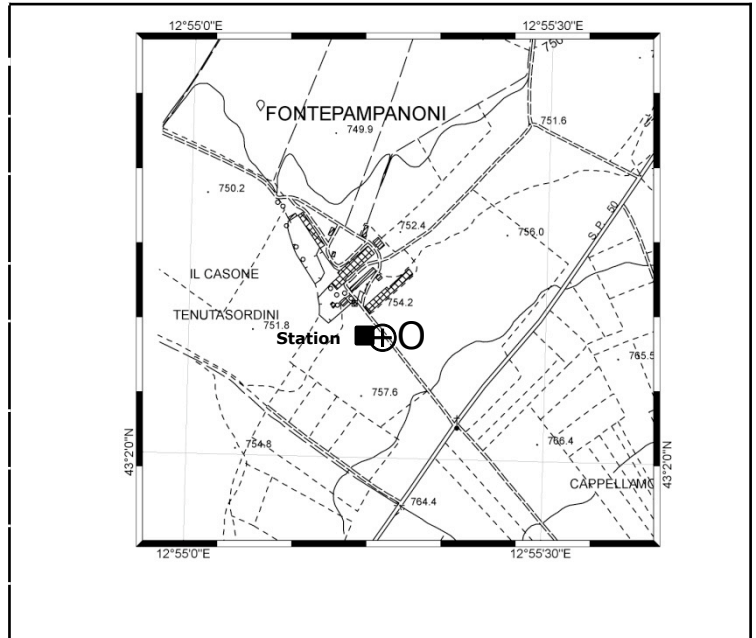 12°55'0"E
12°55'30"E
FONTEPAMPANONI
749.9
751.6
750.2
752.4
756.0
S. P. 50
IL CASONE
754.2
TENUTASORDINI
751.8
Station O
765.5
757.6
754.8
766.4
43°2'0"N
43°2'0"N
CAPPELLAMO
764.4
12°55'0"E
12°55'30"E